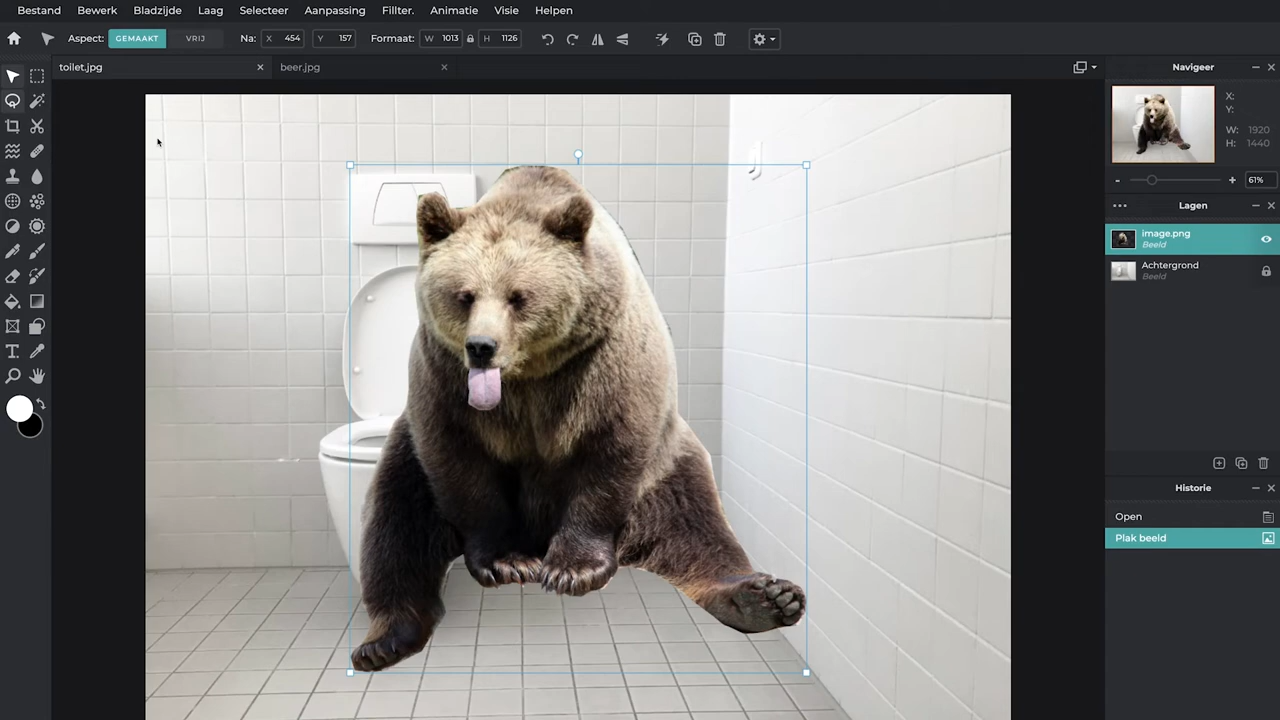 Bestand Bewerk Bladzijde Laag Selecteer Aanpassing Fillter. Animatie Visie Helpen
Aspect: GEMAAKT VRIJ Na: X 454 Y 157 Formaat: W 1013 H 1126
toilet.jpg beer.jpg
Navigeer
X:
Y:
W: 1920
H: 1440
- + 61%
Lagen
image.png
Beeld
Achtergrond
Beeld
Historie
Open
Plak beeld